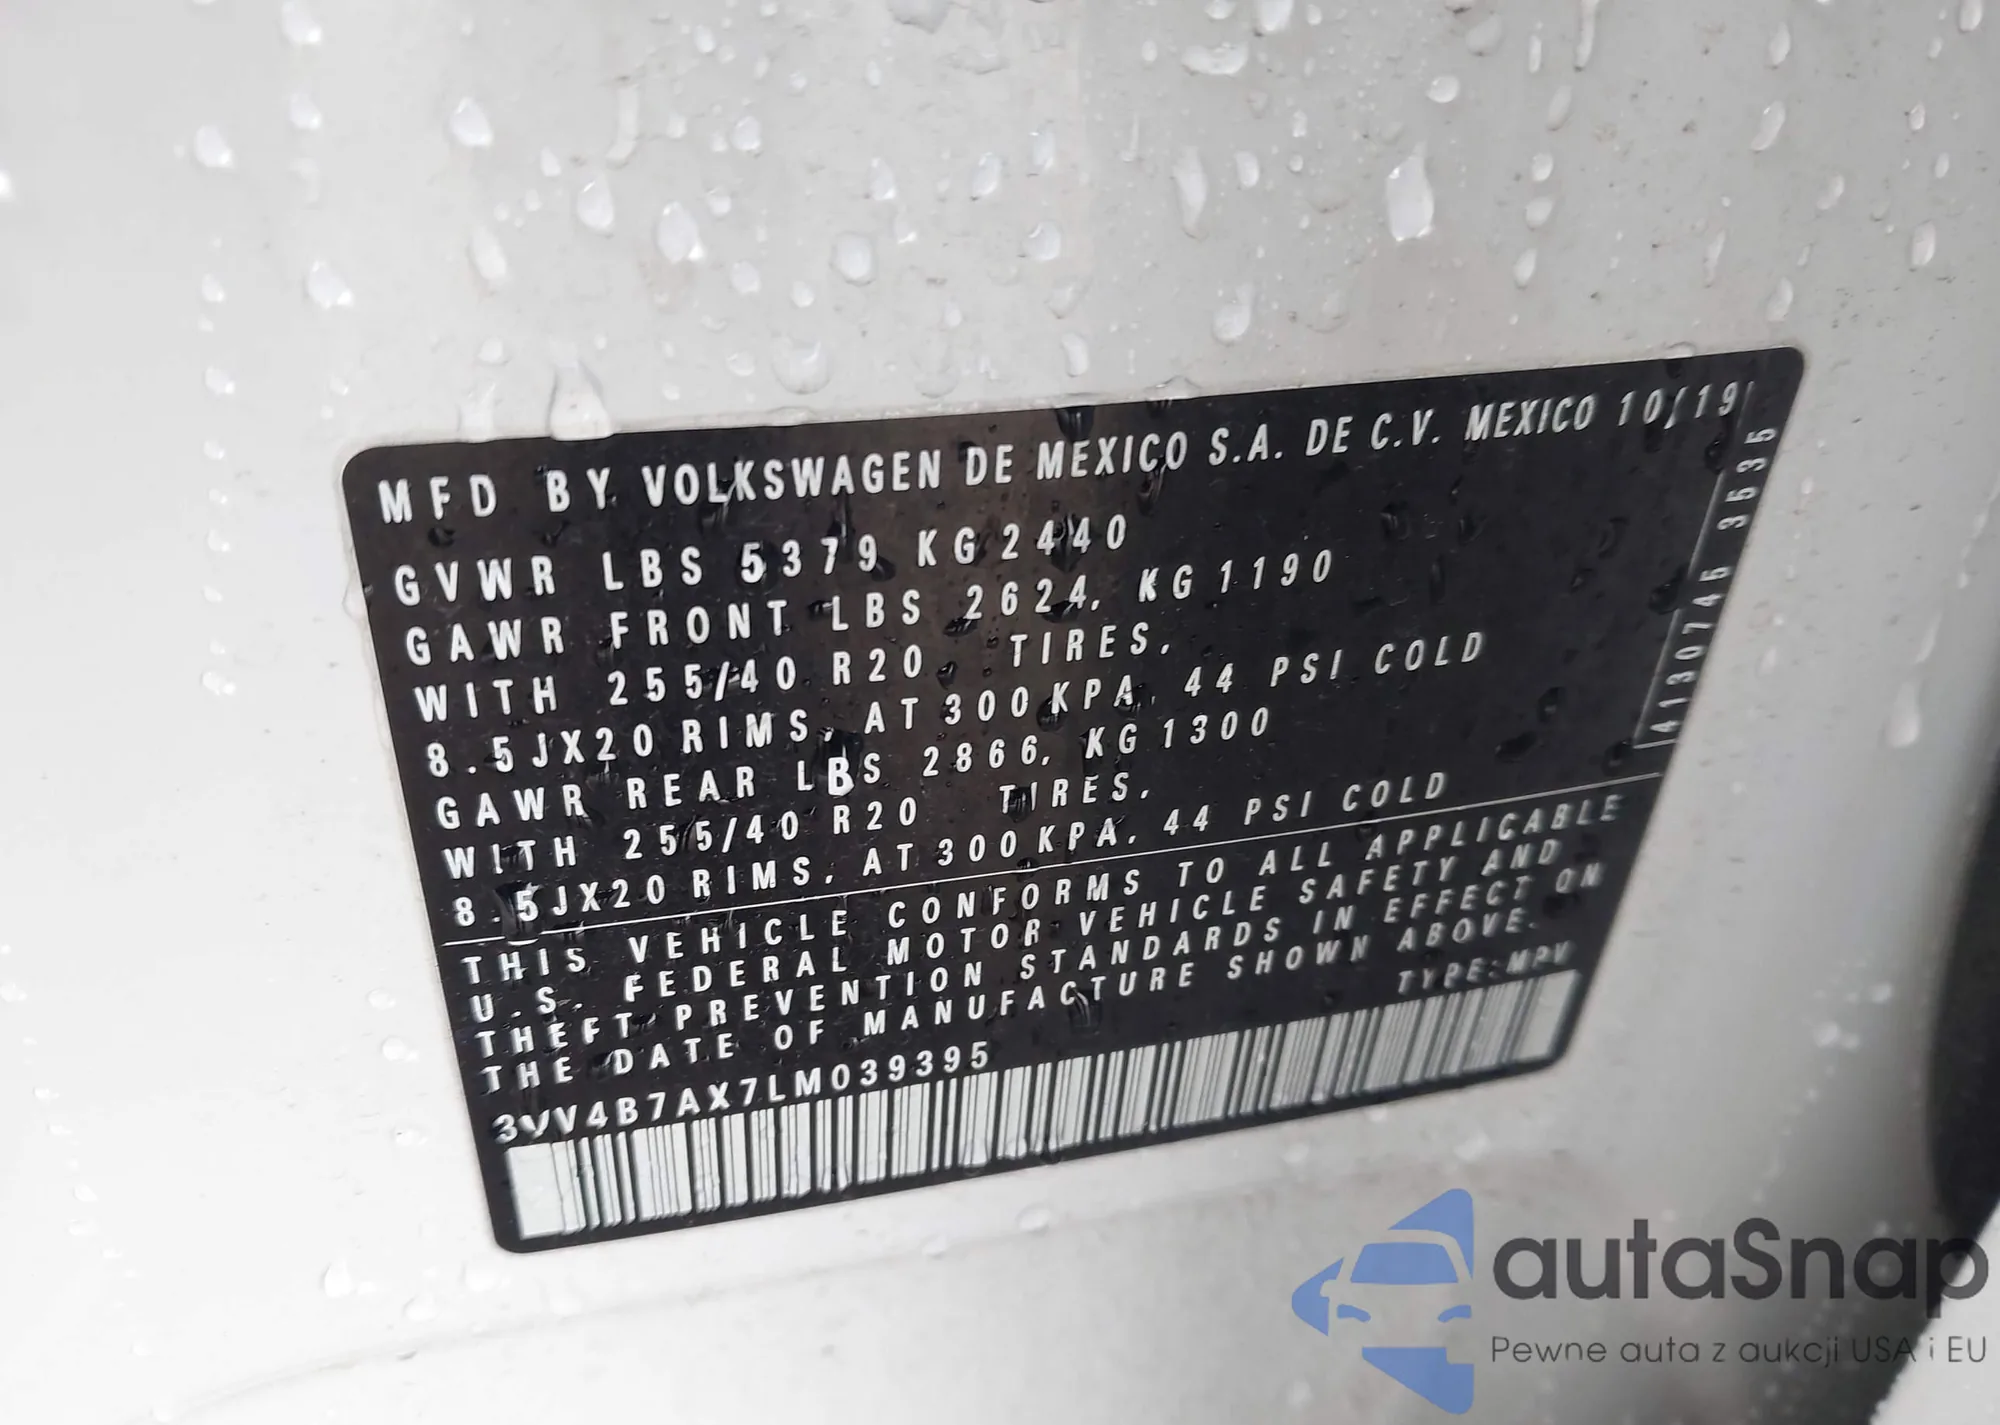 MFD BY VOLKSWAGEN DE MEXICO S.A. DE C.V. MEXICO 10/19
GVWR LBS 5379 KG 2440
GAWR FRONT LBS 2624, KG 1190
WITH 255/40 R20 TIRES,
8.5JX20 RIMS, AT 300 KPA, 44 PSI COLD
GAWR REAR LBS 2866, KG 1300
WITH 255/40 R20 TIRES,
8.5JX20 RIMS, AT 300 KPA, 44 PSI COLD
4130745 3535
THIS VEHICLE CONFORMS TO ALL APPLICABLE
U.S. FEDERAL MOTOR VEHICLE SAFETY AND
THEFT PREVENTION STANDARDS IN EFFECT ON
THE DATE OF MANUFACTURE SHOWN ABOVE.
TYPE: MPV
3VV4B7AX7LM039395
autaSnap
Pewne auta z aukcji USA i EU